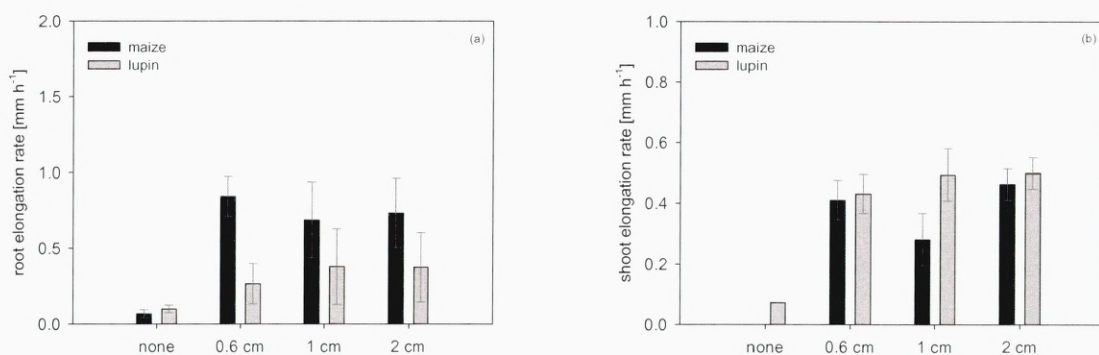 root elongation rate [mm h⁻¹]
2.0
1.5
1.0
0.5
0.0
(a)
maize
lupin
none 0.6 cm 1 cm 2 cm
shoot elongation rate [mm h⁻¹]
1.0
0.8
0.6
0.4
0.2
0.0
(b)
maize
lupin
none 0.6 cm 1 cm 2 cm